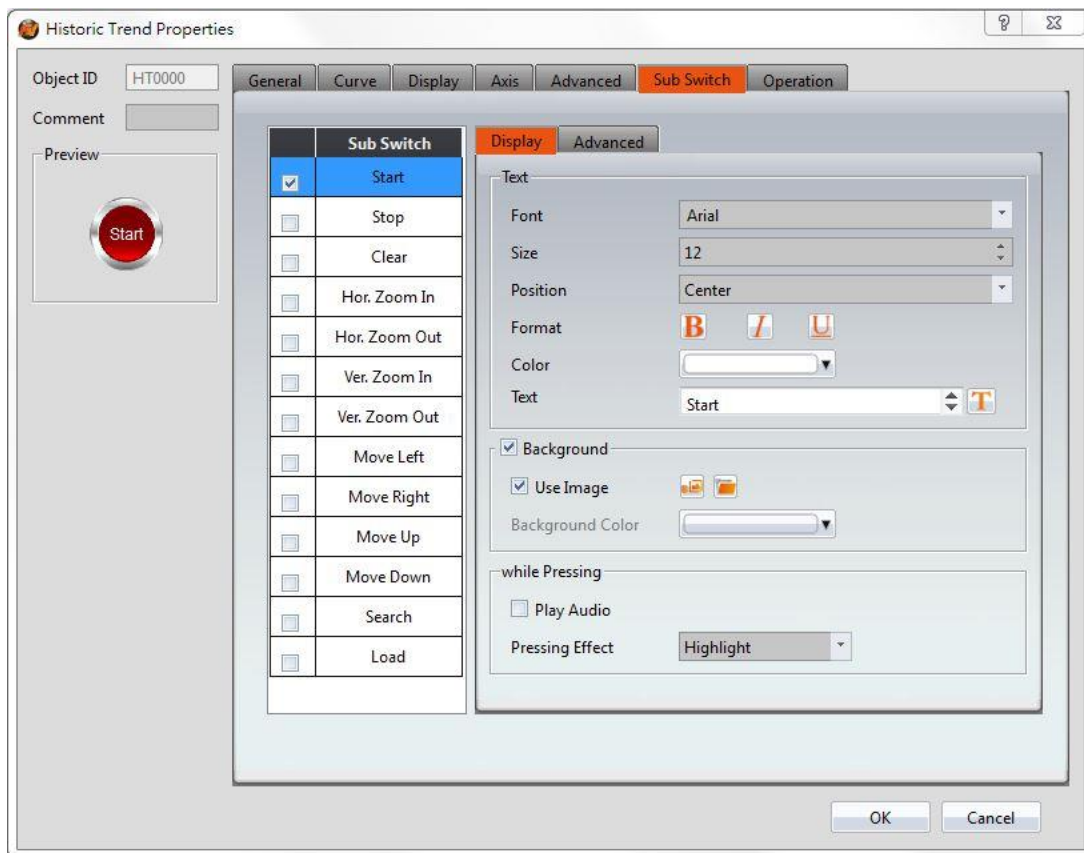 Historic Trend Properties
Object ID HT0000
Comment
Preview
Start
General Curve Display Axis Advanced Sub Switch Operation
Sub Switch
Start
Stop
Clear
Hor. Zoom In
Hor. Zoom Out
Ver. Zoom In
Ver. Zoom Out
Move Left
Move Right
Move Up
Move Down
Search
Load
Display Advanced
Text
Font Arial
Size 12
Position Center
Format B I U
Color
Text Start T
Background
Use Image
Background Color
while Pressing
Play Audio
Pressing Effect Highlight
OK Cancel